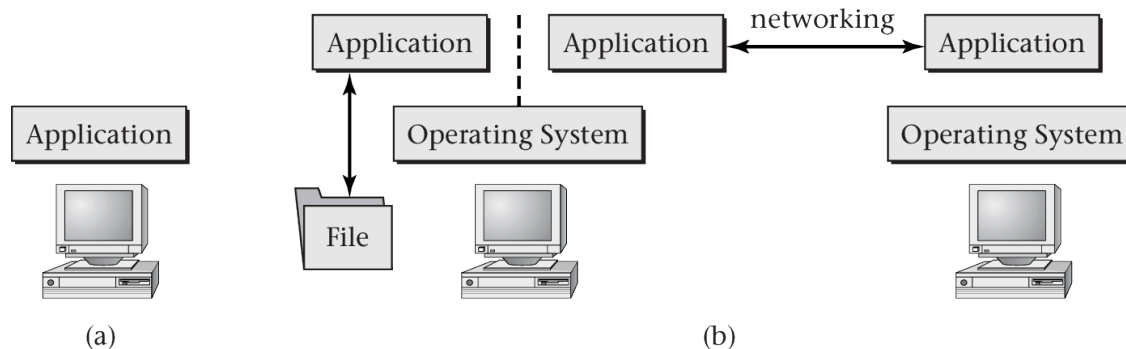 networking
Application
Application
Application
Application
Operating System
Operating System
File
(a)
(b)